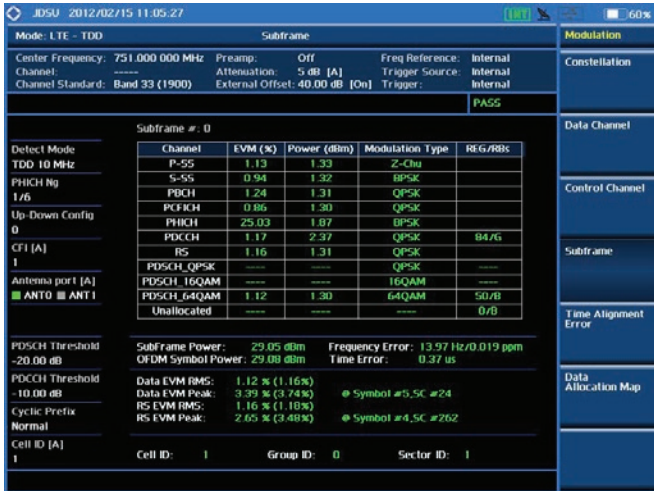 JDSU 2012/02/15 11:05:27 INT 60%
Mode: LTE - TDD Subframe Modulation
Center Frequency: 751.000 000 MHz Preamp: Off Freq Reference: Internal
Channel: ----- Attenuation: 5 dB [A] Trigger Source: Internal
Channel Standard: Band 33 (1900) External Offset: 40.00 dB [On] Trigger: Internal
PASS
Constellation
Data Channel
Control Channel
Subframe
Time Alignment
Error
Data
Allocation Map
Detect Mode
TDD 10 MHz
PHICH Ng
1/6
Up-Down Config
0
CFI [A]
1
Antenna port [A]
ANT0 ANT1
PDSCH Threshold
-20.00 dB
PDCCH Threshold
-10.00 dB
Cyclic Prefix
Normal
Cell ID [A]
1
Subframe #: 0
Channel EVM (%) Power (dBm) Modulation Type REG/RBs
P-SS 1.13 1.33 Z-Chu
S-SS 0.94 1.32 BPSK
PBCH 1.24 1.31 QPSK
PCFICH 0.86 1.30 QPSK
PHICH 25.03 1.07 BPSK
PDCCH 1.17 2.37 QPSK 84/G
RS 1.16 1.31 QPSK
PDSCH_QPSK ---- ---- QPSK ----
PDSCH_16QAM ---- ---- 16QAM ----
PDSCH_64QAM 1.12 1.30 64QAM 50/B
Unallocated ---- ---- ---- 0/B
SubFrame Power: 29.05 dBm Frequency Error: 13.97 Hz/0.019 ppm
OFDM Symbol Power: 29.08 dBm Time Error: 0.37 us
Data EVM RMS: 1.12 % (1.16%)
Data EVM Peak: 3.39 % (3.74%) @ Symbol #5,SC #24
RS EVM RMS: 1.16 % (1.18%)
RS EVM Peak: 2.65 % (3.48%) @ Symbol #4,SC #262
Cell ID: 1 Group ID: 0 Sector ID: 1